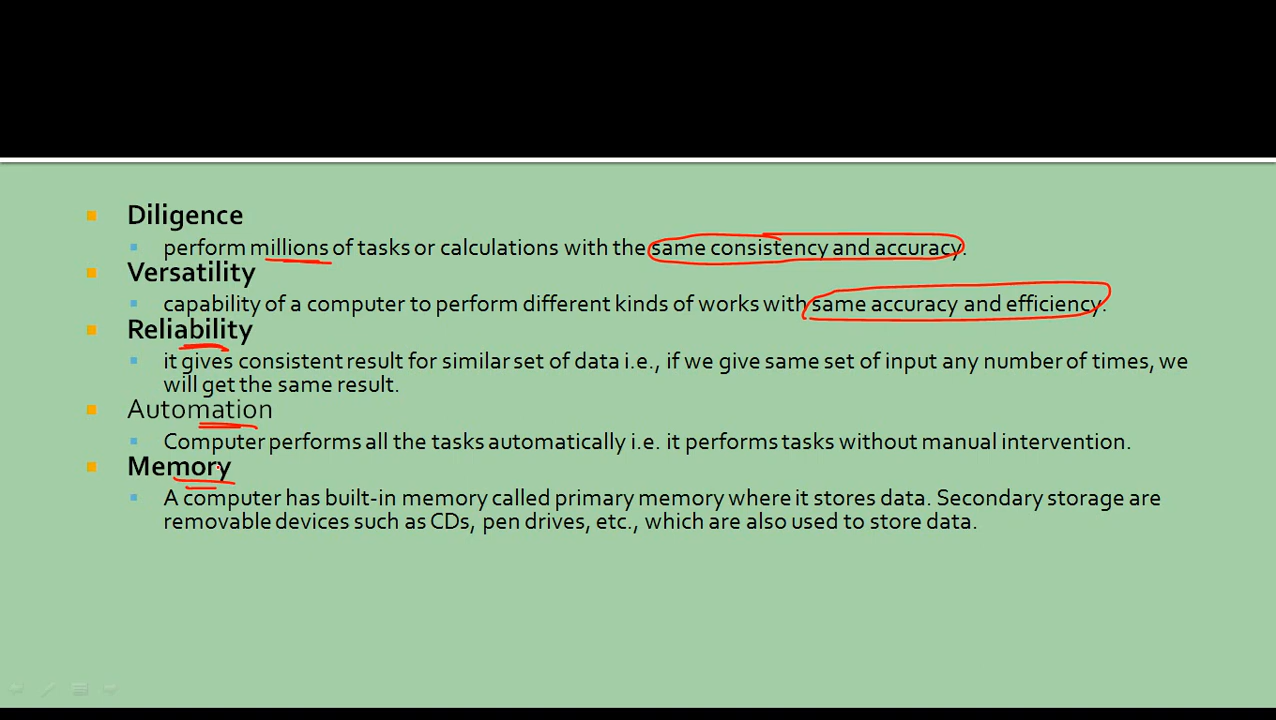 Diligence
perform millions of tasks or calculations with the same consistency and accuracy.
Versatility
capability of a computer to perform different kinds of works with same accuracy and efficiency.
Reliability
it gives consistent result for similar set of data i.e., if we give same set of input any number of times, we
will get the same result.
Automation
Computer performs all the tasks automatically i.e. it performs tasks without manual intervention.
Memory
A computer has built-in memory called primary memory where it stores data. Secondary storage are
removable devices such as CDs, pen drives, etc., which are also used to store data.